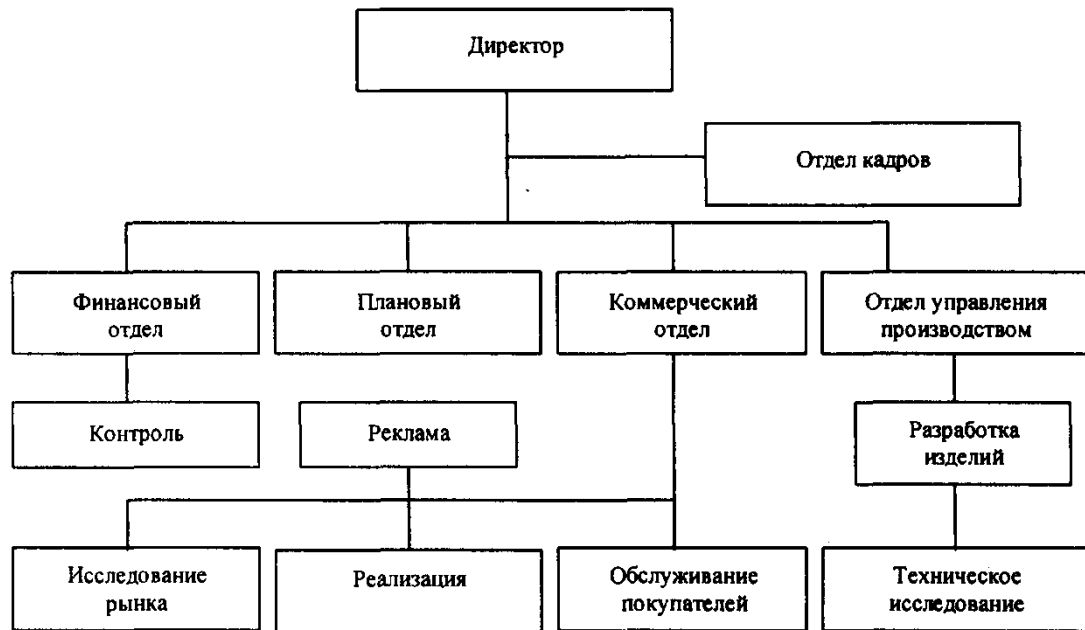 Директор
Отдел кадров
Финансовый
отдел
Плановый
отдел
Коммерческий
отдел
Отдел управления
производством
Контроль
Реклама
Разработка
изделий
Исследование
рынка
Реализация
Обслуживание
покупателей
Техническое
исследование